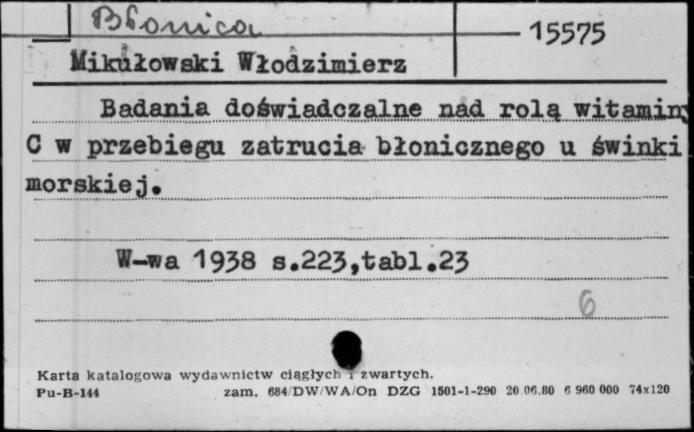 Błonica
15575
Mikułowski Włodzimierz
Badania doświadczalne nad rolą witaminy
C w przebiegu zatrucia błonicznego u świnki
morskiej.
W-wa 1938 s.223,tabl.23
6
Karta katalogowa wydawnictw ciągłych i zwartych.
Pu-B-144 zam. 684/DW/WA/On DZG 1501-1-290 20.06.80 6 960 000 74x120